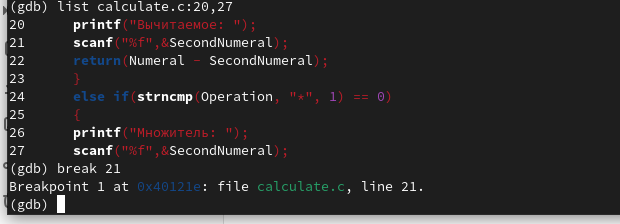 (gdb) list calculate.c:20,27
20 printf("Вычитаемое: ");
21 scanf("%f",&SecondNumeral);
22 return(Numeral - SecondNumeral);
23 }
24 else if(strncmp(Operation, "*", 1) == 0)
25 {
26 printf("Множитель: ");
27 scanf("%f",&SecondNumeral);
(gdb) break 21
Breakpoint 1 at 0x40121e: file calculate.c, line 21.
(gdb)